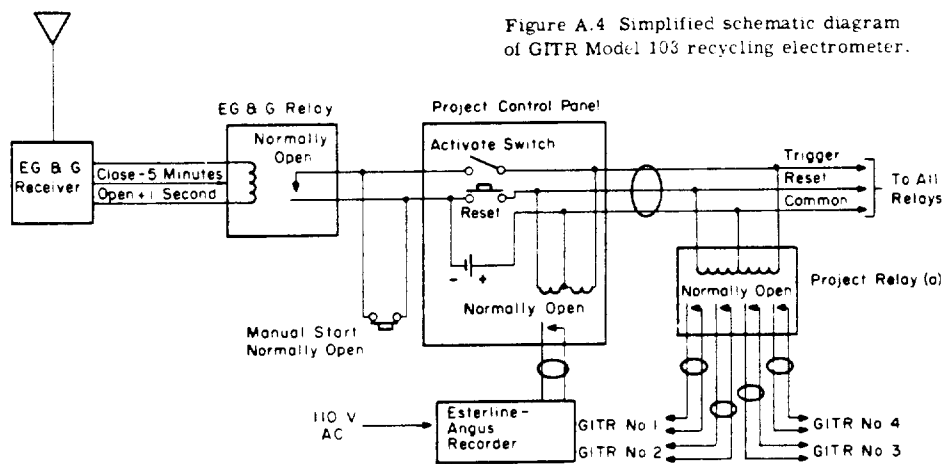 Figure A.4 Simplified schematic diagram
of GITR Model 103 recycling electrometer.
EG & G Relay
Project Control Panel
Normally
Open
Activate Switch
EG & G
Receiver
Close-5 Minutes
Open+1 Second
Reset
- +
Trigger
Reset
Common
To All
Relays
Normally Open
Normally Open
Project Relay (a)
Manual Start
Normally Open
110 V
AC
Esterline-
Angus
Recorder
GITR No 1
GITR No 2
GITR No 4
GITR No 3